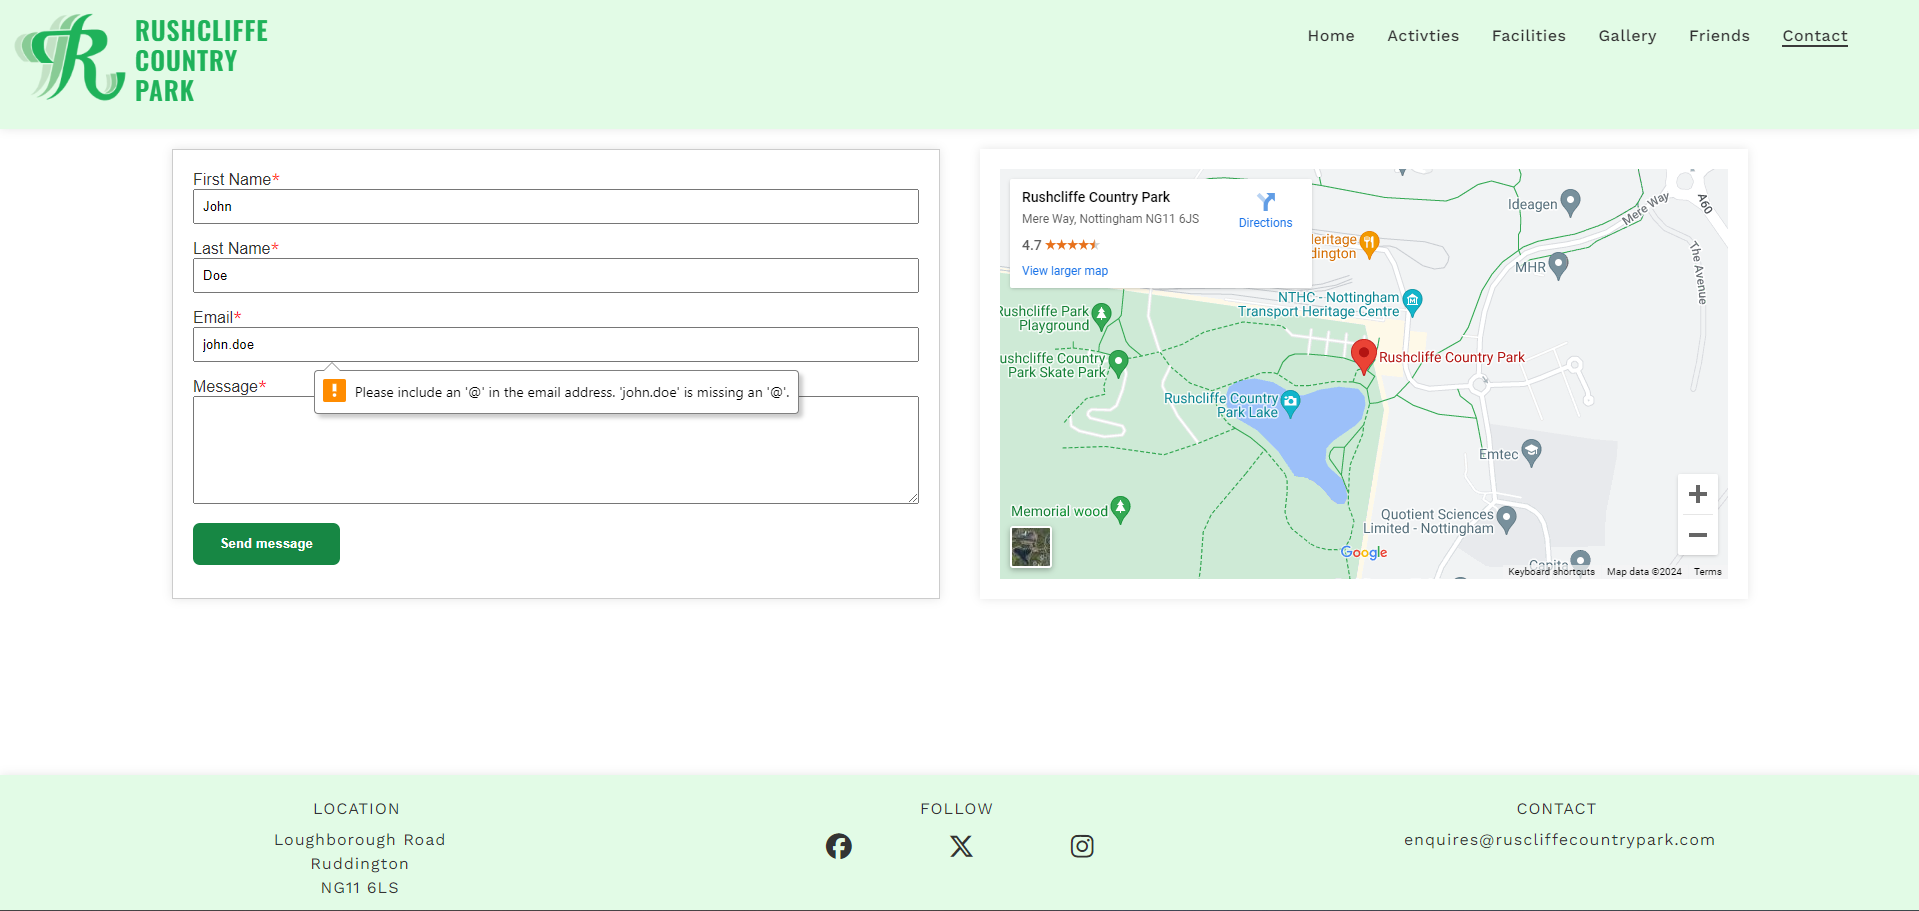 RUSHCLIFFE
COUNTRY
PARK
Home Activties Facilities Gallery Friends Contact
First Name*
John
Last Name*
Doe
Email*
john.doe
Please include an '@' in the email address. 'john.doe' is missing an '@'.
Message*
Send message
Rushcliffe Country Park
Mere Way, Nottingham NG11 6JS
4.7
View larger map
Directions
Ideagen
Mere Way
A60
The Avenue
eritage
dington
MHR
NTHC - Nottingham
Transport Heritage Centre
Rushcliffe Park
Playground
ushcliffe Country
Park Skate Park
Rushcliffe Country Park
Rushcliffe Country
Park Lake
Emtec
Memorial wood
Quotient Sciences
Limited - Nottingham
Google
Capita
Keyboard shortcuts Map data ©2024 Terms
LOCATION
Loughborough Road
Ruddington
NG11 6LS
FOLLOW
CONTACT
enquires@ruscliffecountrypark.com